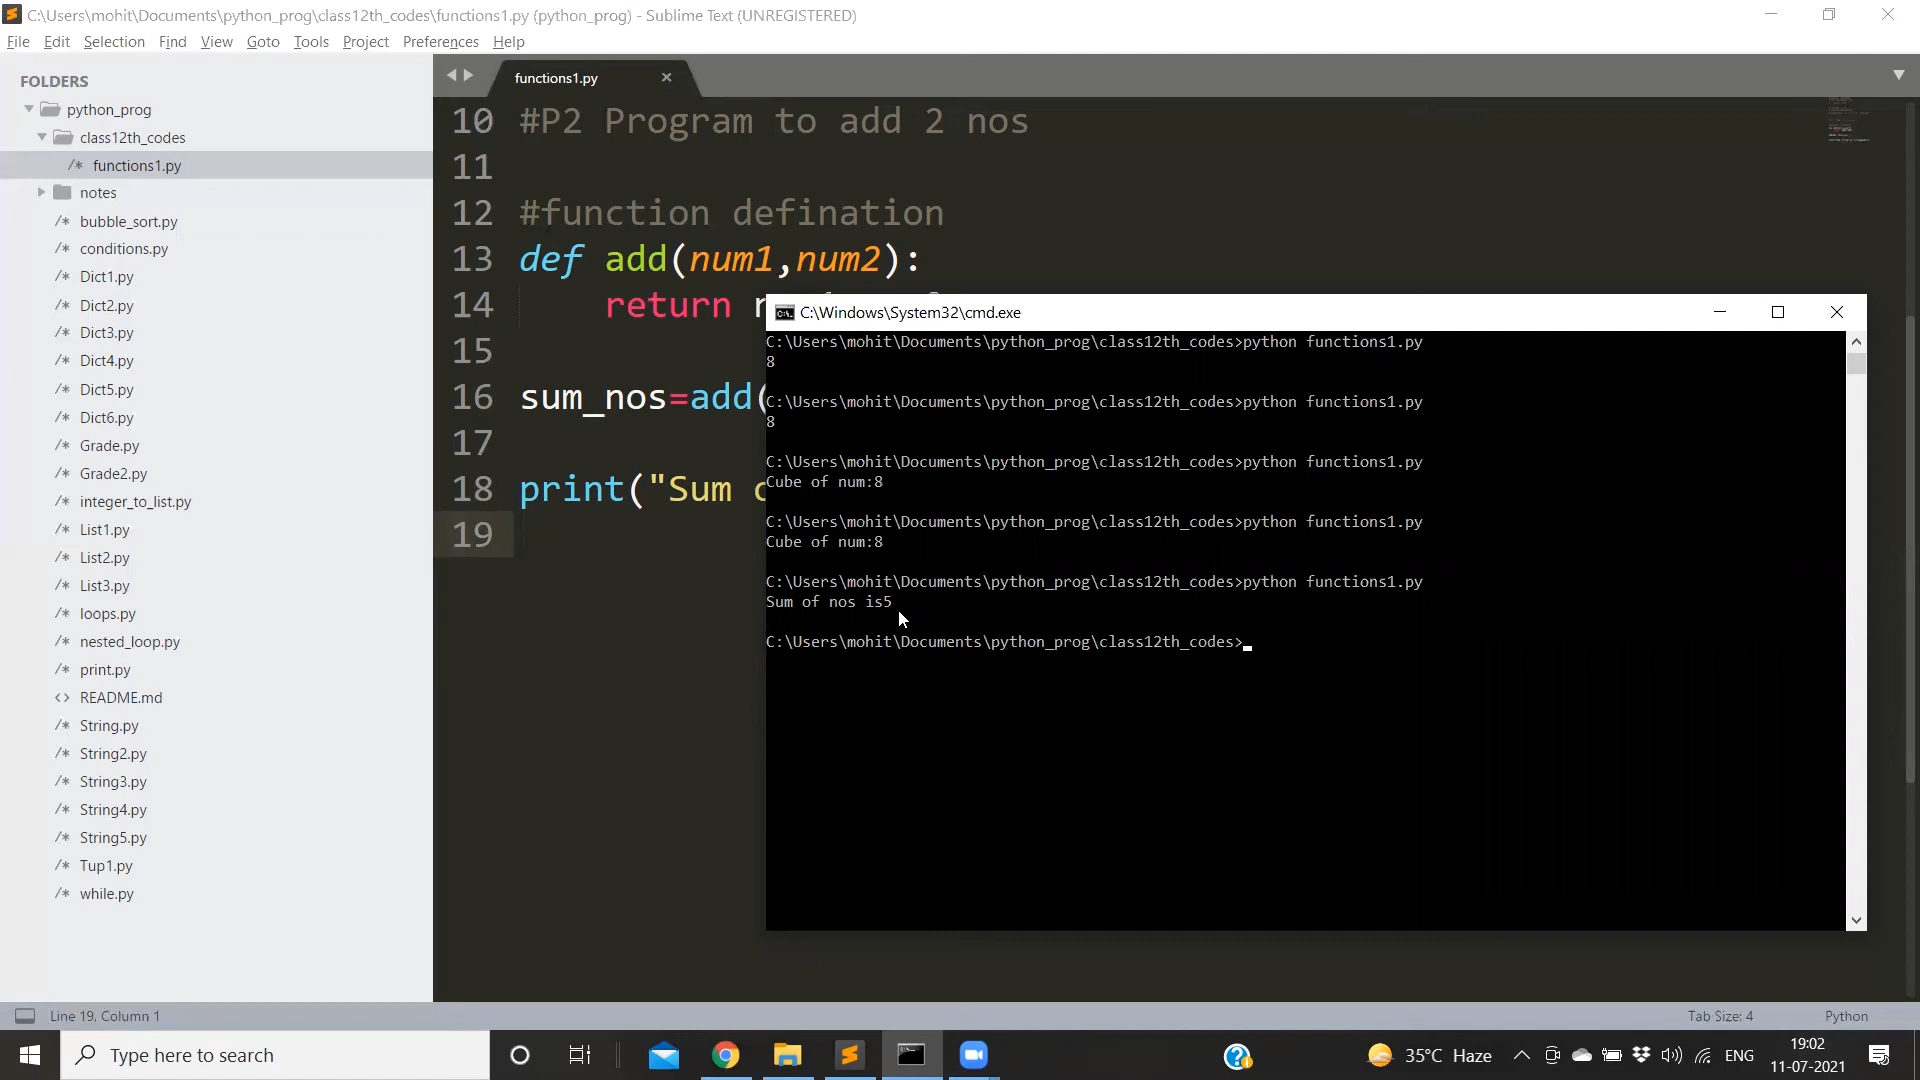 C:\Users\mohit\Documents\python_prog\class12th_codes\functions1.py (python_prog) - Sublime Text (UNREGISTERED)
File Edit Selection Find View Goto Tools Project Preferences Help
FOLDERS
python_prog
class12th_codes
/* functions1.py
notes
/* bubble_sort.py
/* conditions.py
/* Dict1.py
/* Dict2.py
/* Dict3.py
/* Dict4.py
/* Dict5.py
/* Dict6.py
/* Grade.py
/* Grade2.py
/* integer_to_list.py
/* List1.py
/* List2.py
/* List3.py
/* loops.py
/* nested_loop.py
/* print.py
<> README.md
/* String.py
/* String2.py
/* String3.py
/* String4.py
/* String5.py
/* Tup1.py
/* while.py
functions1.py
10 #P2 Program to add 2 nos
11
12 #function defination
13 def add(num1,num2):
14 return
15
16 sum_nos=add(
17
18 print("Sum
19
C:\Windows\System32\cmd.exe
C:\Users\mohit\Documents\python_prog\class12th_codes>python functions1.py
8
C:\Users\mohit\Documents\python_prog\class12th_codes>python functions1.py
8
C:\Users\mohit\Documents\python_prog\class12th_codes>python functions1.py
Cube of num:8
C:\Users\mohit\Documents\python_prog\class12th_codes>python functions1.py
Cube of num:8
C:\Users\mohit\Documents\python_prog\class12th_codes>python functions1.py
Sum of nos is5
C:\Users\mohit\Documents\python_prog\class12th_codes>
Line 19, Column 1
Tab Size: 4
Python
Type here to search
35°C Haze
ENG
19:02
11-07-2021